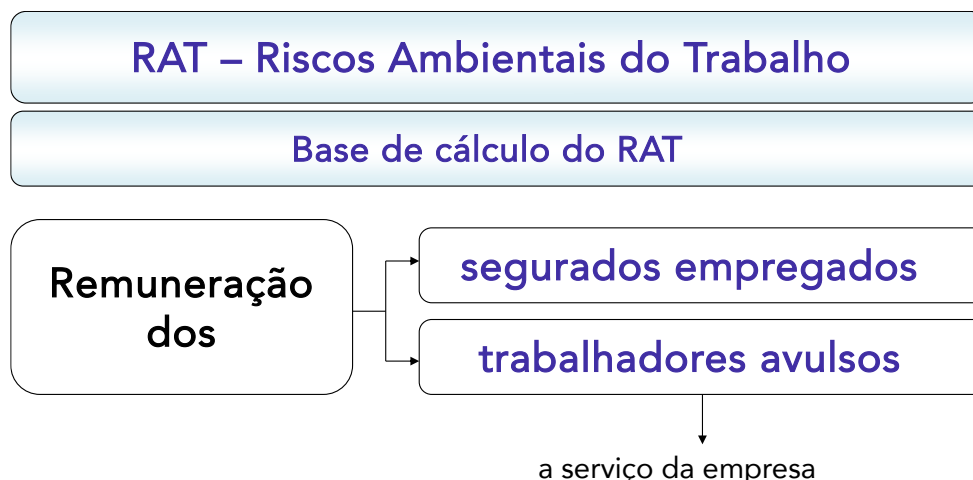 RAT – Riscos Ambientais do Trabalho
Base de cálculo do RAT
Remuneração
dos
segurados empregados
trabalhadores avulsos
a serviço da empresa